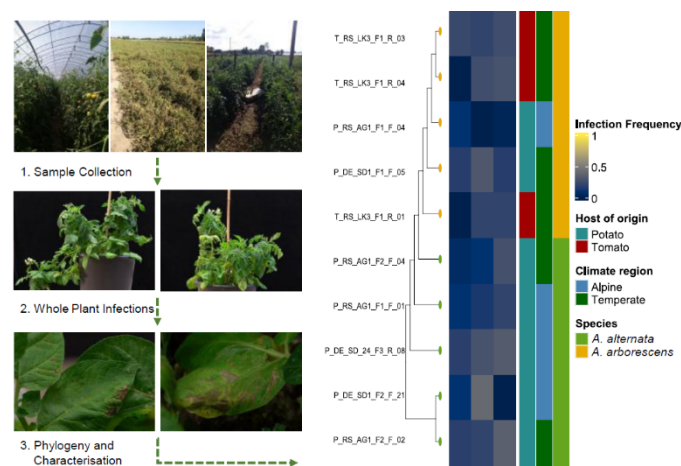 1. Sample Collection
2. Whole Plant Infections
3. Phylogeny and
Characterisation
T_RS_LK3_F1_R_03
T_RS_LK3_F1_R_04
P_RS_AG1_F1_F_04
P_DE_SD1_F1_F_05
T_RS_LK3_F1_R_01
P_RS_AG1_F2_F_04
P_RS_AG1_F1_F_01
P_DE_SD_24_F3_R_08
P_DE_SD1_F2_F_21
P_RS_AG1_F2_F_02
Infection Frequency
1
0.5
0
Host of origin
Potato
Tomato
Climate region
Alpine
Temperate
Species
A. alternata
A. arborescens